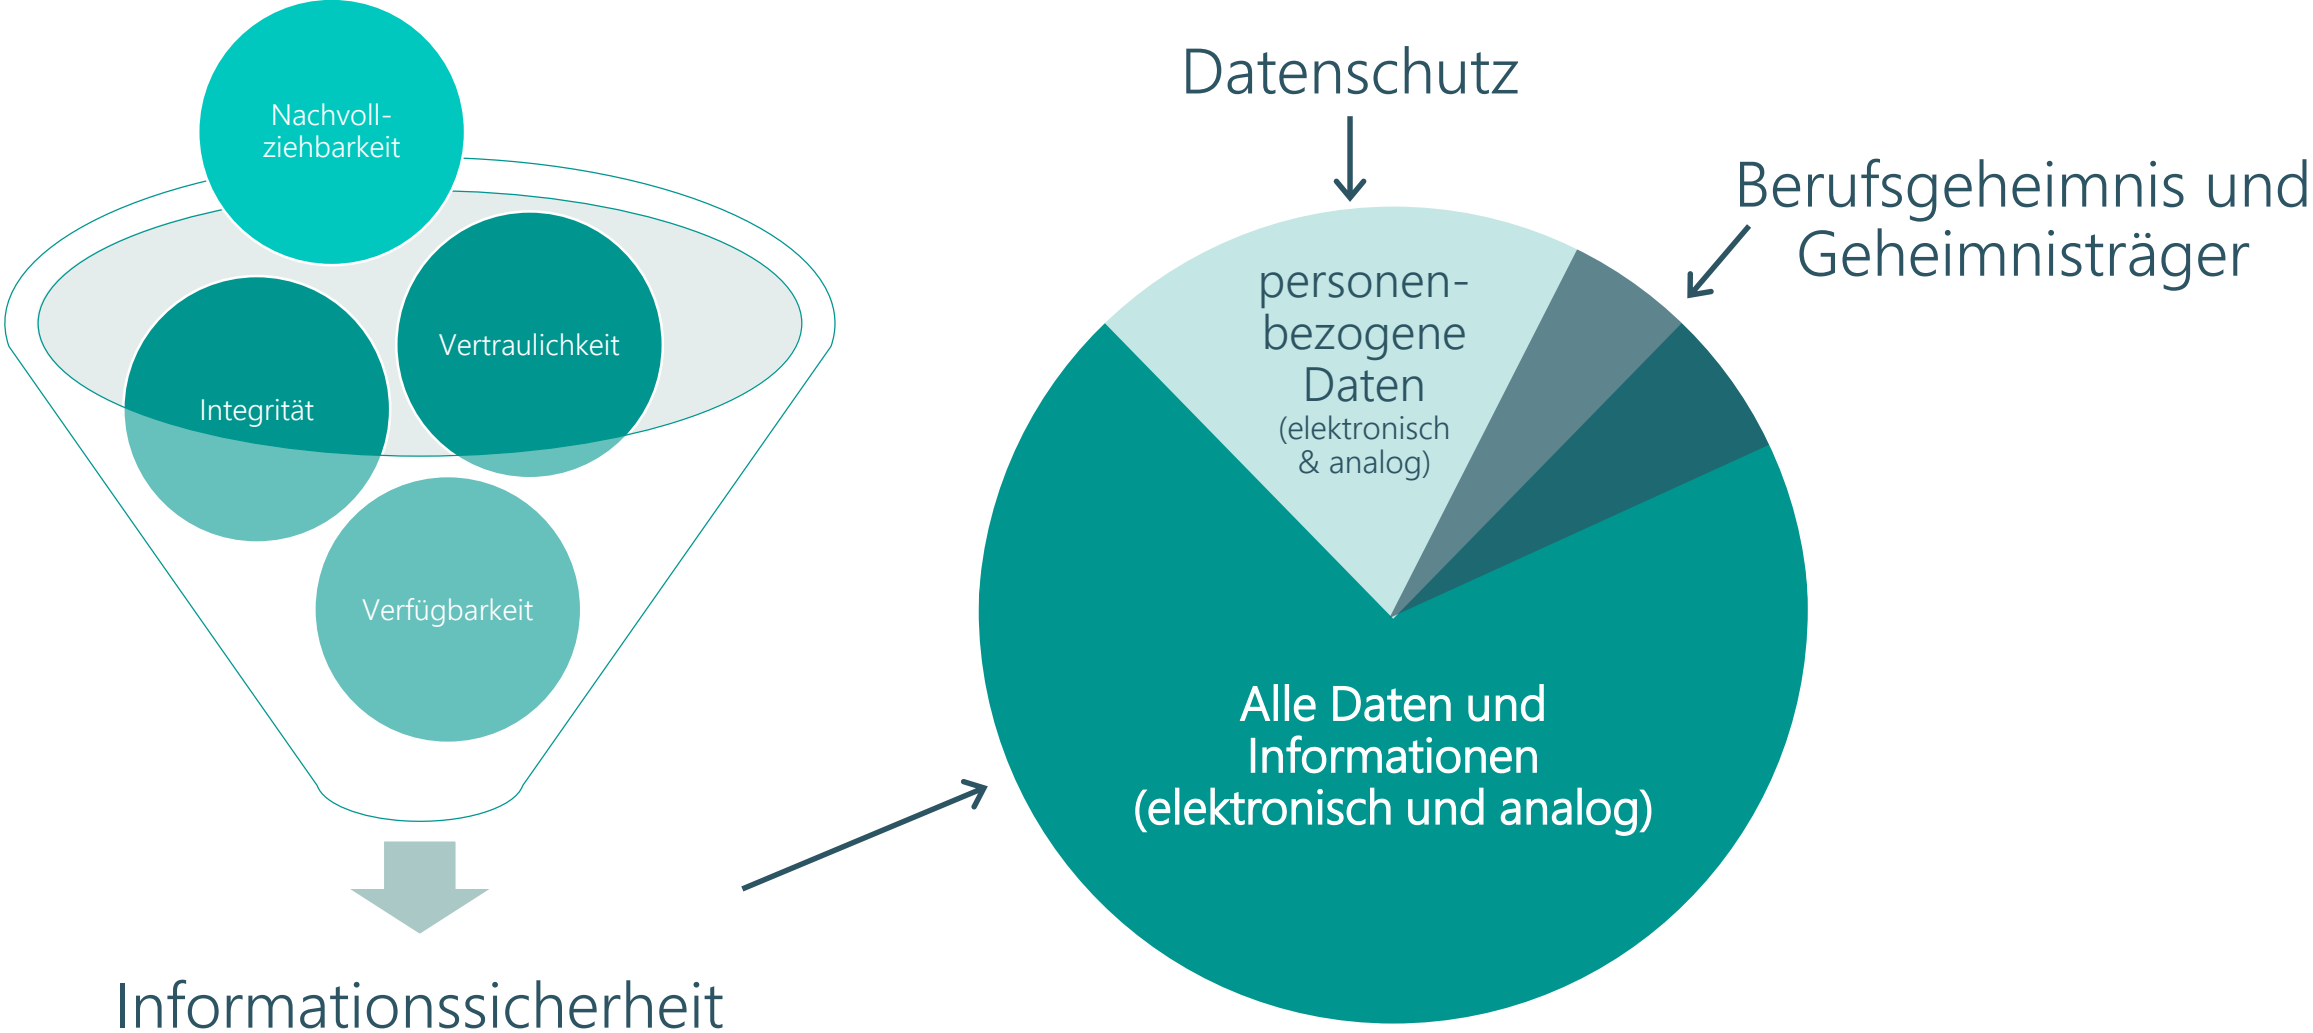 Nachvoll-
ziehbarkeit
Vertraulichkeit
Integrität
Verfügbarkeit
Informationssicherheit
Datenschutz
Berufsgeheimnis und
Geheimnisträger
personen-
bezogene
Daten
(elektronisch
& analog)
Alle Daten und
Informationen
(elektronisch und analog)